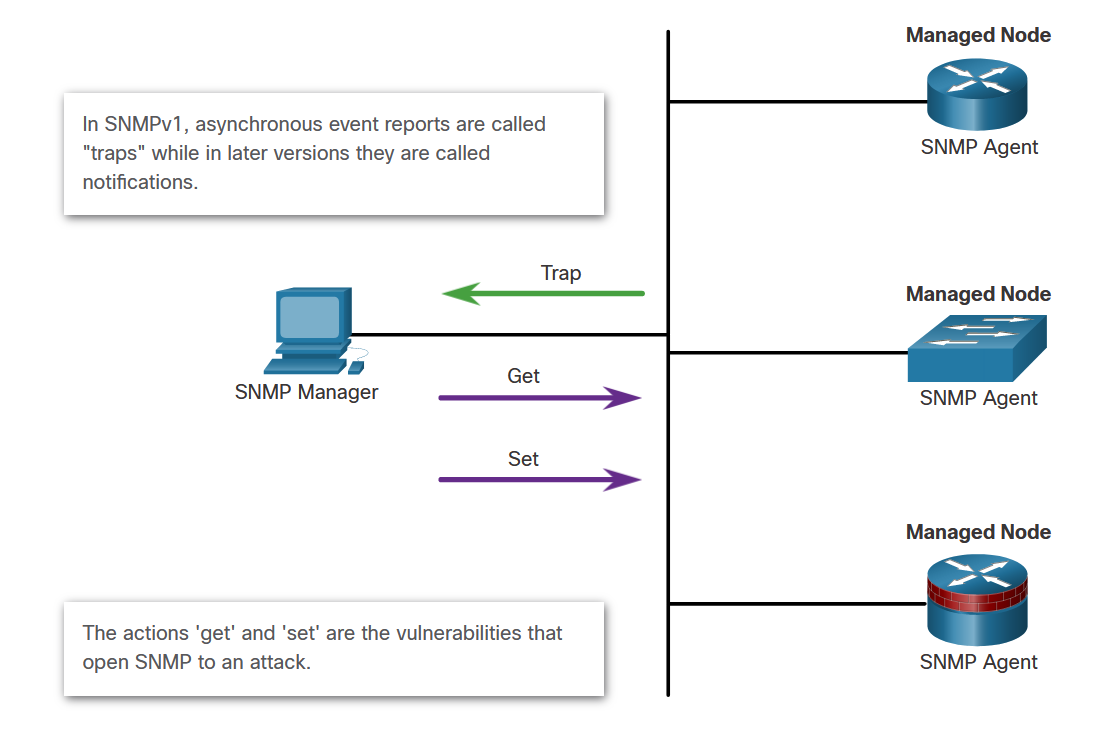 Managed Node
SNMP Agent
In SNMPv1, asynchronous event reports are called
"traps" while in later versions they are called
notifications.
Trap
Managed Node
SNMP Agent
SNMP Manager
Get
Set
Managed Node
SNMP Agent
The actions 'get' and 'set' are the vulnerabilities that
open SNMP to an attack.